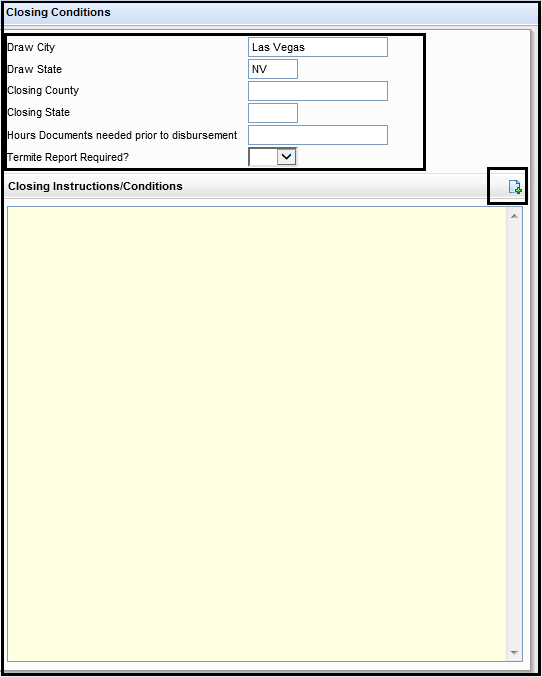 Closing Conditions
Draw City Las Vegas
Draw State NV
Closing County
Closing State
Hours Documents needed prior to disbursement
Termite Report Required?
Closing Instructions/Conditions